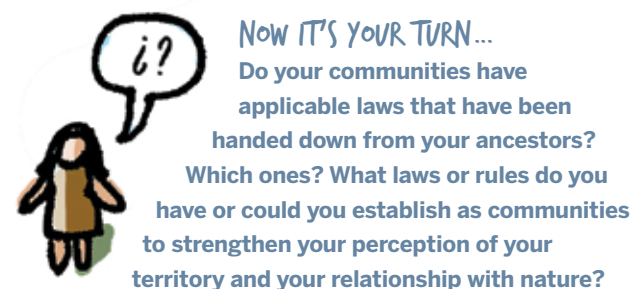 ¿?
NOW IT'S YOUR TURN...
Do your communities have
applicable laws that have been
handed down from your ancestors?
Which ones? What laws or rules do you
have or could you establish as communities
to strengthen your perception of your
territory and your relationship with nature?